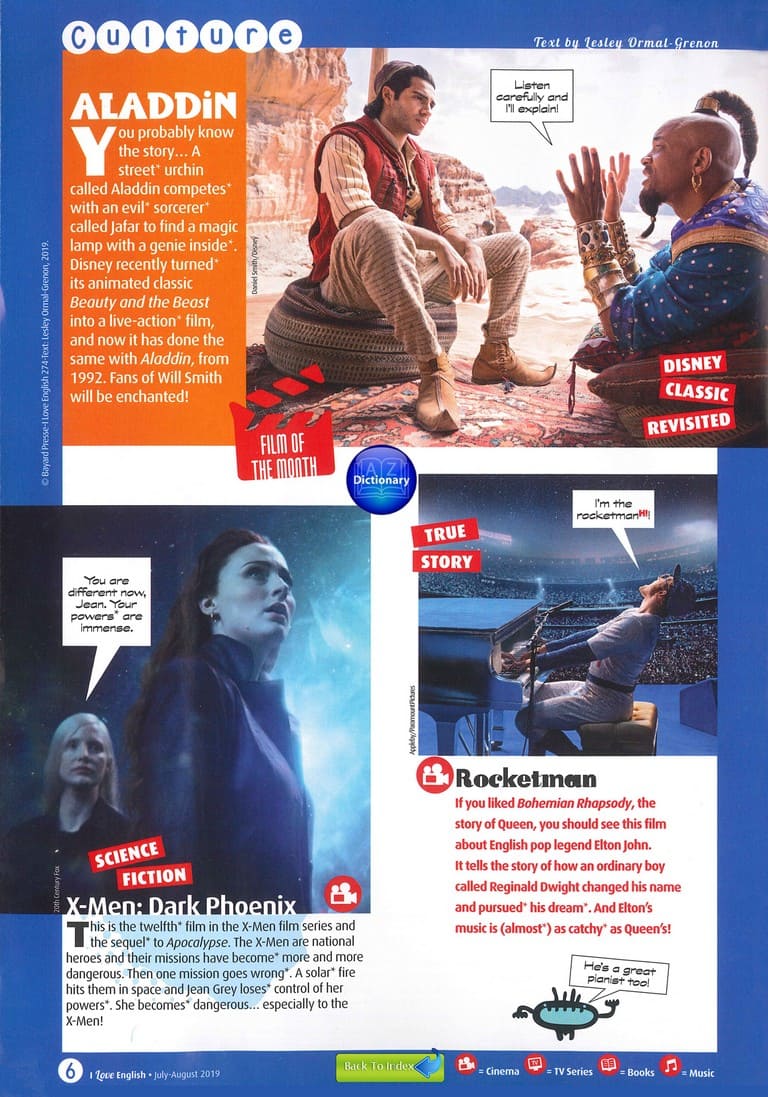 Culture
Text by Lesley Ormal-Grenon
ALADDiN
You probably know
the story... A
street* urchin
called Aladdin competes*
with an evil* sorcerer*
called Jafar to find a magic
lamp with a genie inside*.
Disney recently turned*
its animated classic
Beauty and the Beast
into a live-action* film,
and now it has done the
same with Aladdin, from
1992. Fans of Will Smith
will be enchanted!
© Bayard Presse-I Love English 274-Text: Lesley Ormal-Grenon, 2019.
Daniel Smith/Disney
Listen
carefully and
I'll explain!
DISNEY
CLASSIC
REVISITED
FILM OF
THE MONTH
A Z
Dictionary
You are
different now,
Jean. Your
powers* are
immense.
20th Century Fox
SCIENCE
FICTION
X-Men: Dark Phoenix
This is the twelfth* film in the X-Men film series and
the sequel* to Apocalypse. The X-Men are national
heroes and their missions have become* more and more
dangerous. Then one mission goes wrong*. A solar* fire
hits them in space and Jean Grey loses* control of her
powers*. She becomes* dangerous... especially to the
X-Men!
TRUE
STORY
I'm the
rocketmanHI!
Appleby/Paramount Pictures
Rocketman
If you liked Bohemian Rhapsody, the
story of Queen, you should see this film
about English pop legend Elton John.
It tells the story of how an ordinary boy
called Reginald Dwight changed his name
and pursued* his dream*. And Elton's
music is (almost*) as catchy* as Queen's!
He's a great
pianist too!
6 I Love English • July-August 2019
Back To Index
= Cinema
TV = TV Series
= Books
= Music